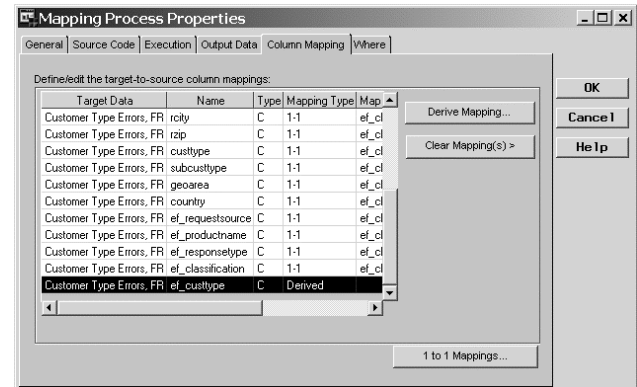 Mapping Process Properties
General Source Code Execution Output Data Column Mapping Where
Define/edit the target-to-source column mappings:
Target Data Name Type Mapping Type Map
Customer Type Errors, FR rcity C 1-1 ef_cl
Customer Type Errors, FR rzip C 1-1 ef_cl
Customer Type Errors, FR custtype C 1-1 ef_cl
Customer Type Errors, FR subcusttype C 1-1 ef_cl
Customer Type Errors, FR geoarea C 1-1 ef_cl
Customer Type Errors, FR country C 1-1 ef_cl
Customer Type Errors, FR ef_requestsource C 1-1 ef_cl
Customer Type Errors, FR ef_productname C 1-1 ef_cl
Customer Type Errors, FR ef_responsetype C 1-1 ef_cl
Customer Type Errors, FR ef_classification C 1-1 ef_cl
Customer Type Errors, FR ef_custtype C Derived
Derive Mapping...
Clear Mapping(s) >
1 to 1 Mappings...
OK
Cancel
Help